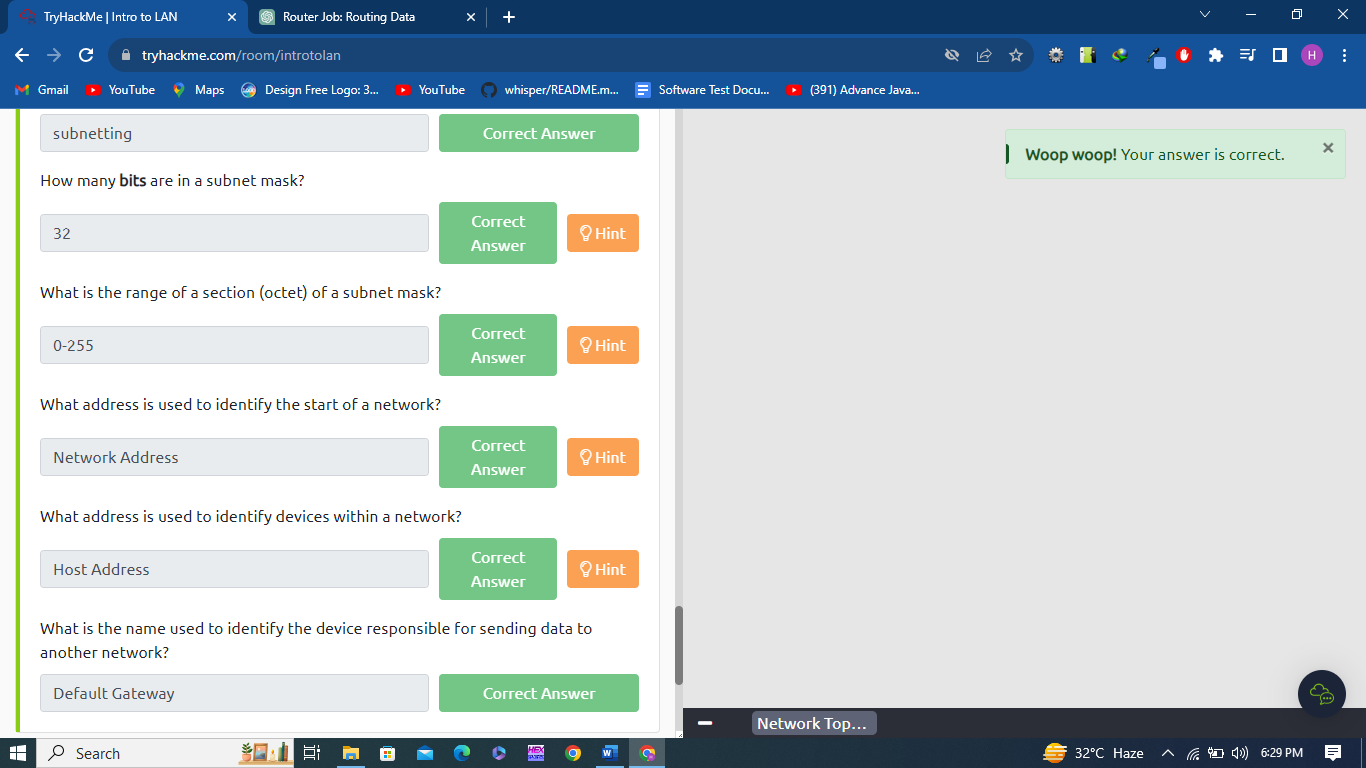 TryHackMe | Intro to LAN
Router Job: Routing Data
tryhackme.com/room/introtolan
H
Gmail
YouTube
Maps
Design Free Logo: 3...
YouTube
whisper/README.m...
Software Test Docu...
(391) Advance Java...
subnetting
Correct Answer
Woop woop! Your answer is correct.
How many bits are in a subnet mask?
32
Correct
Answer
Hint
What is the range of a section (octet) of a subnet mask?
0-255
Correct
Answer
Hint
What address is used to identify the start of a network?
Network Address
Correct
Answer
Hint
What address is used to identify devices within a network?
Host Address
Correct
Answer
Hint
What is the name used to identify the device responsible for sending data to
another network?
Default Gateway
Correct Answer
Network Top...
Search
HEX
32°C Haze
6:29 PM